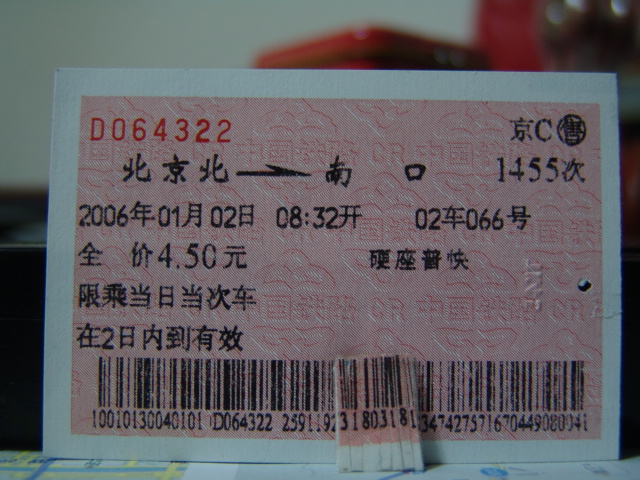 D064322 京C售
北京北 → 南 口 1455次
2006年01月02日 08:32开 02车066号
全 价4.50元 硬座普快
限乘当日当次车
在2日内到有效
10010130040101 D064322 259119231803181347427571670449080041